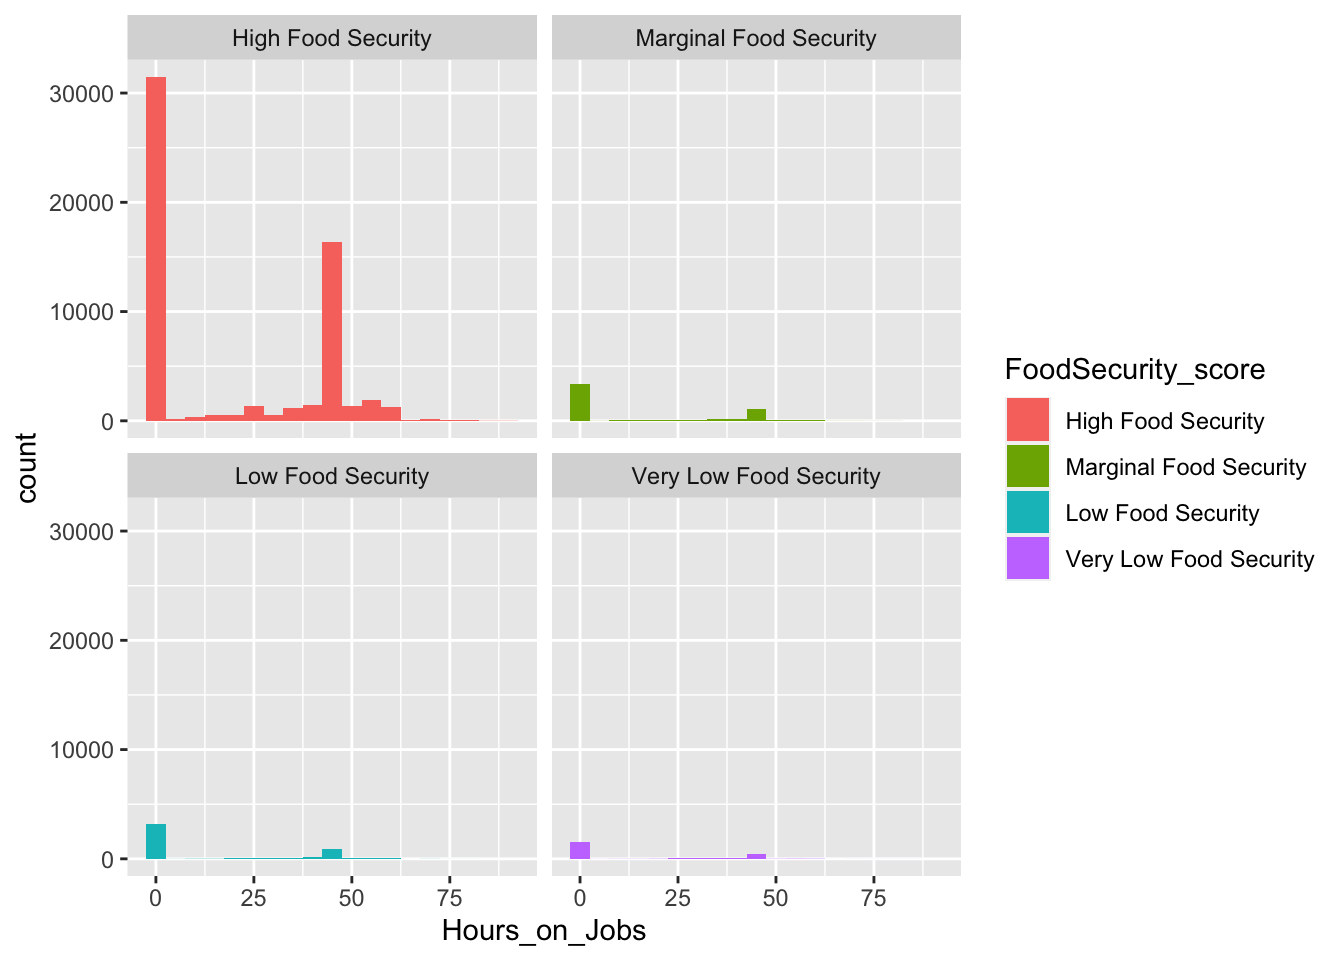 High Food Security
Marginal Food Security
30000
20000
10000
0
Low Food Security
Very Low Food Security
30000
20000
10000
0
0 25 50 75
0 25 50 75
Hours_on_Jobs
count
FoodSecurity_score
High Food Security
Marginal Food Security
Low Food Security
Very Low Food Security